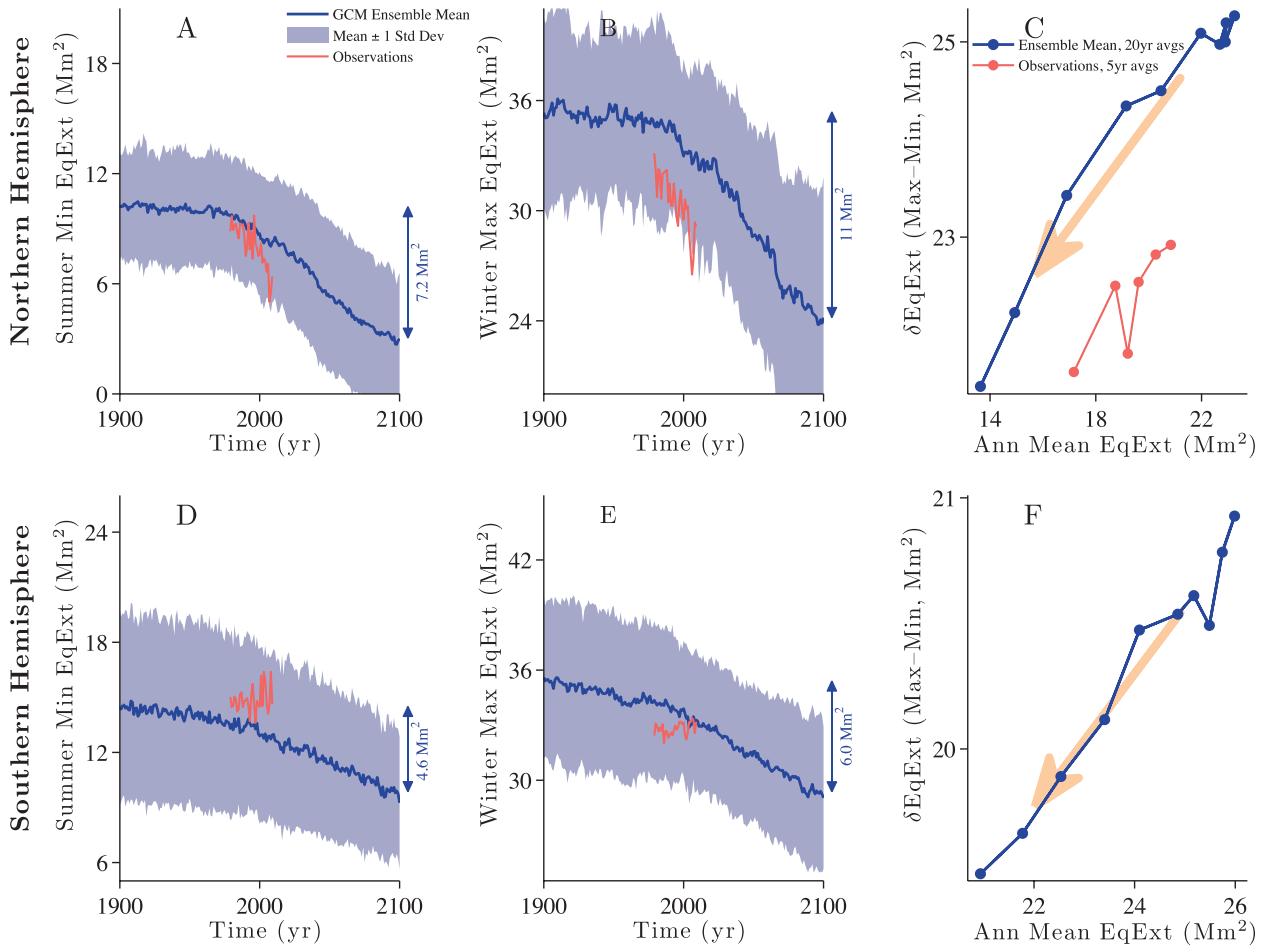 Northern Hemisphere
A
GCM Ensemble Mean
Mean ± 1 Std Dev
Observations
Summer Min EqExt (Mm²)
18
12
6
0
7.2 Mm²
1900
2000
2100
Time (yr)
B
Winter Max EqExt (Mm²)
36
30
24
11 Mm²
1900
2000
2100
Time (yr)
C
Ensemble Mean, 20yr avgs
Observations, 5yr avgs
δEqExt (Max–Min, Mm²)
25
23
14
18
22
Ann Mean EqExt (Mm²)
Southern Hemisphere
D
Summer Min EqExt (Mm²)
24
18
12
6
4.6 Mm²
1900
2000
2100
Time (yr)
E
Winter Max EqExt (Mm²)
42
36
30
6.0 Mm²
1900
2000
2100
Time (yr)
F
δEqExt (Max–Min, Mm²)
21
20
22
24
26
Ann Mean EqExt (Mm²)